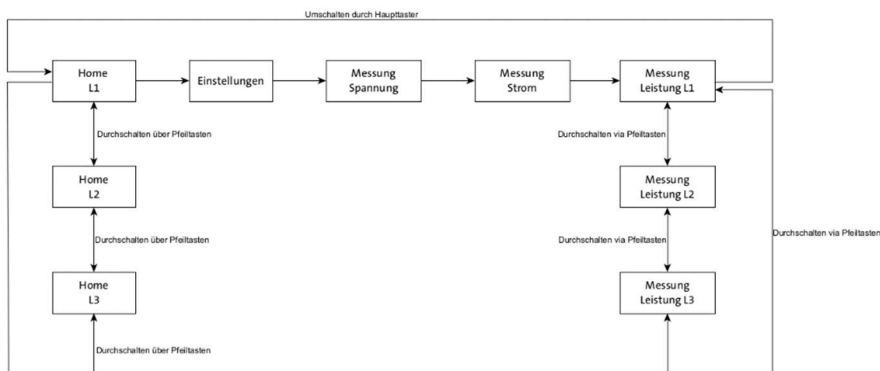 Umschalten durch Haupttaster
Home
L1
Einstellungen
Messung
Spannung
Messung
Strom
Messung
Leistung L1
Durchschalten über Pfeiltasten
Durchschalten via Pfeiltasten
Home
L2
Messung
Leistung L2
Durchschalten via Pfeiltasten
Durchschalten über Pfeiltasten
Durchschalten via Pfeiltasten
Home
L3
Messung
Leistung L3
Durchschalten über Pfeiltasten